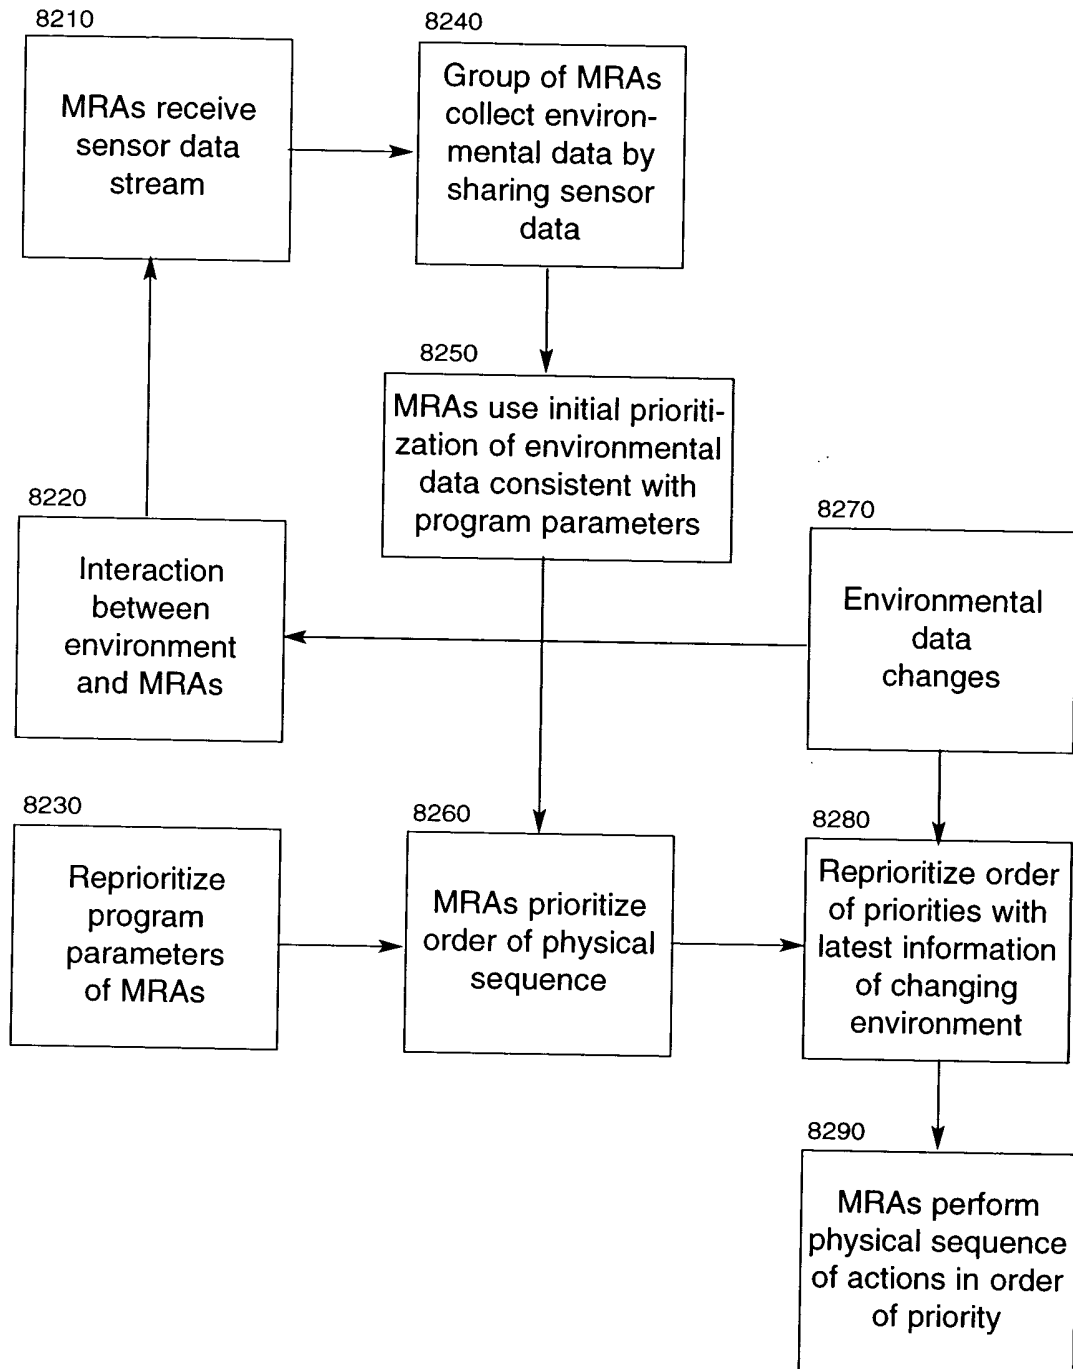 8210
MRAs receive
sensor data
stream
8240
Group of MRAs
collect environ-
mental data by
sharing sensor
data
8250
MRAs use initial prioriti-
zation of environmental
data consistent with
program parameters
8220
Interaction
between
environment
and MRAs
8270
Environmental
data
changes
8230
Reprioritize
program
parameters
of MRAs
8260
MRAs prioritize
order of physical
sequence
8280
Reprioritize order
of priorities with
latest information
of changing
environment
8290
MRAs perform
physical sequence
of actions in order
of priority